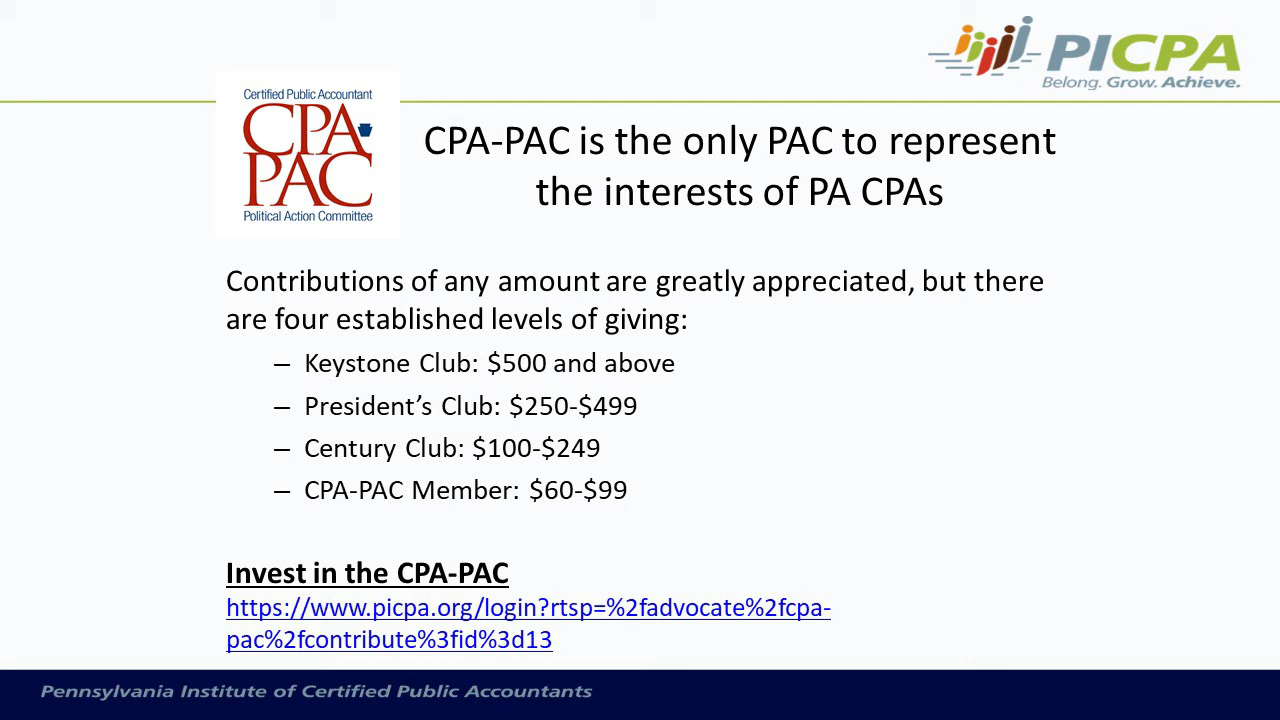 PICPA
Belong. Grow. Achieve.
Certified Public Accountant
CPA
PAC
Political Action Committee
CPA-PAC is the only PAC to represent
the interests of PA CPAs
Contributions of any amount are greatly appreciated, but there
are four established levels of giving:
– Keystone Club: $500 and above
– President’s Club: $250-$499
– Century Club: $100-$249
– CPA-PAC Member: $60-$99
Invest in the CPA-PAC
https://www.picpa.org/login?rtsp=%2fadvocate%2fcpa-
pac%2fcontribute%3fid%3d13
Pennsylvania Institute of Certified Public Accountants